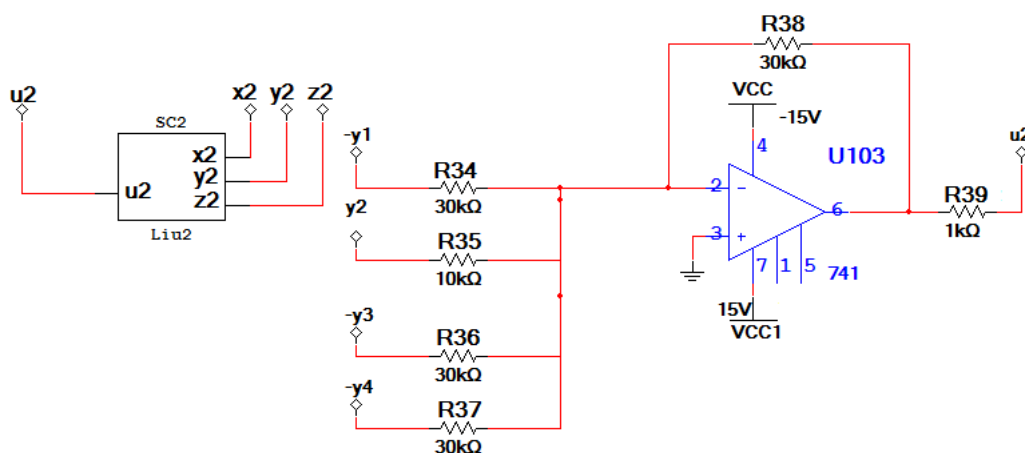 u2
x2 y2 z2
SC2
x2
u2
y2
z2
Liu2
-y1
R34
30kΩ
y2
R35
10kΩ
-y3
R36
30kΩ
-y4
R37
30kΩ
R38
30kΩ
VCC
-15V
4
U103
2
−
6
3
+
7
1
5
741
15V
VCC1
R39
1kΩ
u2